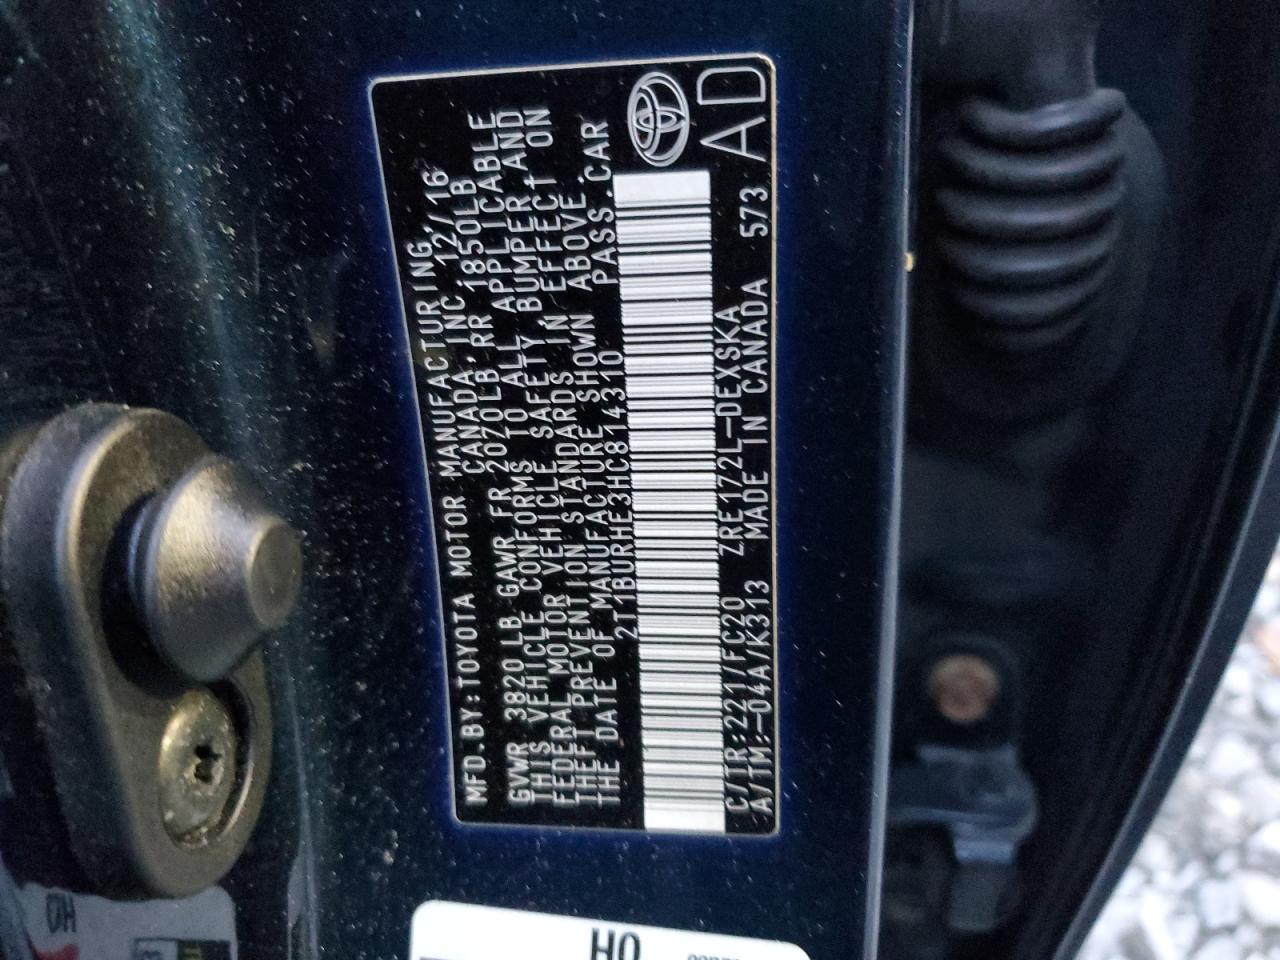 MFD.BY:TOYOTA MOTOR MANUFACTURING,
CANADA, INC. 12/16
GVWR 3820LB GAWR FR 2070LB RR 1850LB
THIS VEHICLE CONFORMS TO ALL APPLICABLE
FEDERAL MOTOR VEHICLE SAFETY, BUMPER, AND
THEFT PREVENTION STANDARDS IN EFFECT ON
THE DATE OF MANUFACTURE SHOWN ABOVE.
2T1BURHE3HC814310 PASS.CAR
C/TR:221/FC20 ZRE172L-DEXSKA
A/TM:-04A/K313 MADE IN CANADA 573
AD
HO